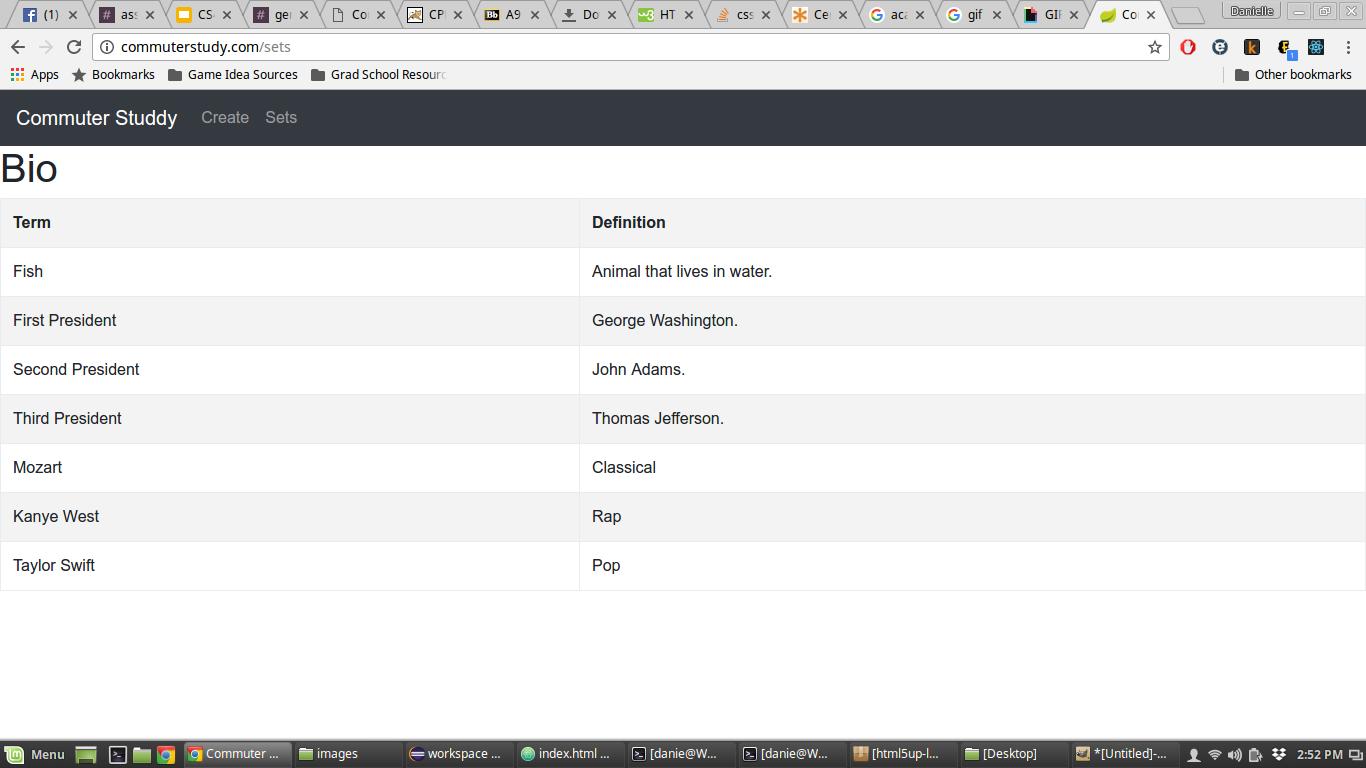 (1) ass CS- ger Co CP A9 Do HT css Ce aca gif GIF Co Danielle
commuterstudy.com/sets
Apps Bookmarks Game Idea Sources Grad School Resourc Other bookmarks
Commuter Studdy Create Sets
Bio
Term Definition
Fish Animal that lives in water.
First President George Washington.
Second President John Adams.
Third President Thomas Jefferson.
Mozart Classical
Kanye West Rap
Taylor Swift Pop
Menu Commuter ... images workspace ... index.html ... [danie@W... [danie@W... [html5up-l... [Desktop] *[Untitled]-... 2:52 PM